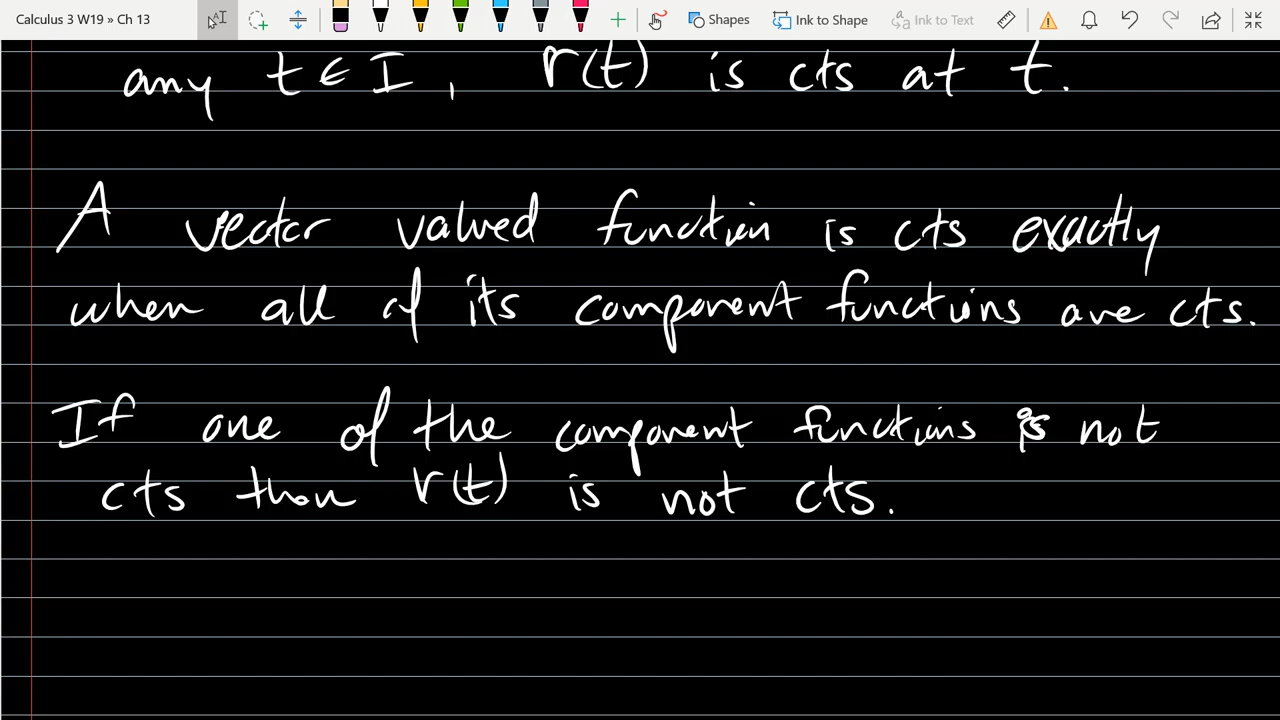 Calculus 3 W19 » Ch 13
Shapes
Ink to Shape
Ink to Text
any t ∈ I, r(t) is cts at t.
A vector valued function is cts exactly
when all of its component functions are cts.
If one of the component functions is not
cts then r(t) is not cts.